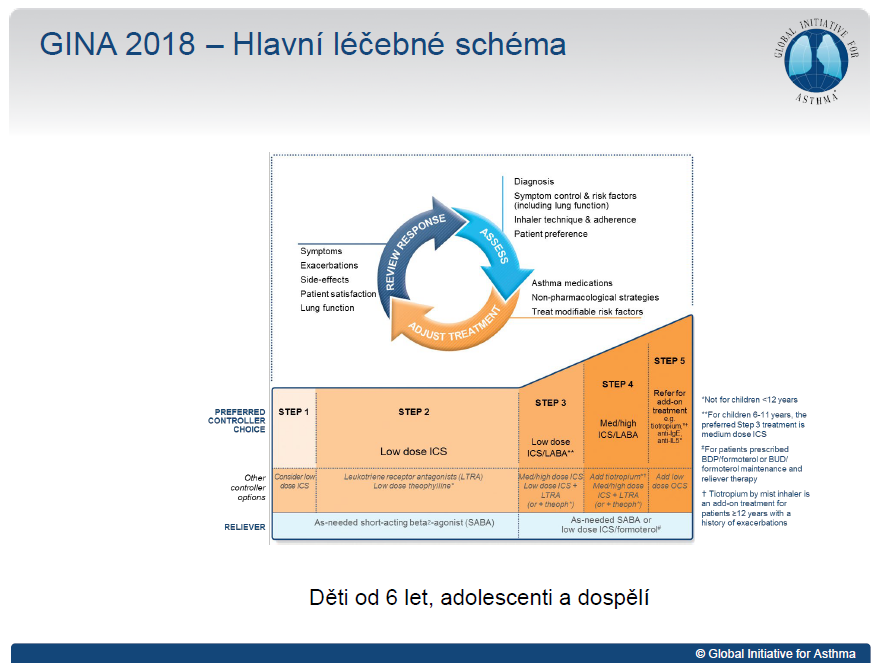 GINA 2018 – Hlavní léčebné schéma
GLOBAL INITIATIVE FOR
ASTHMA
Diagnosis
Symptom control & risk factors
(including lung function)
Inhaler technique & adherence
Patient preference
REVIEW RESPONSE
ASSESS
ADJUST TREATMENT
Symptoms
Exacerbations
Side-effects
Patient satisfaction
Lung function
Asthma medications
Non-pharmacological strategies
Treat modifiable risk factors
PREFERRED
CONTROLLER
CHOICE
STEP 1
STEP 2
Low dose ICS
STEP 3
Low dose
ICS/LABA**
STEP 4
Med/high
ICS/LABA
STEP 5
Refer for
add-on
treatment
e.g.
tiotropium,*†
anti-IgE,
anti-IL5*
Other
controller
options
Consider low
dose ICS
Leukotriene receptor antagonists (LTRA)
Low dose theophylline*
Med/high dose ICS
Low dose ICS +
LTRA
(or + theoph*)
Add tiotropium*†
Med/high dose
ICS + LTRA
(or + theoph*)
Add low
dose OCS
RELIEVER
As-needed short-acting beta2-agonist (SABA)
As-needed SABA or
low dose ICS/formoterol#
*Not for children <12 years
**For children 6-11 years, the
preferred Step 3 treatment is
medium dose ICS
#For patients prescribed
BDP/formoterol or BUD/
formoterol maintenance and
reliever therapy
† Tiotropium by mist inhaler is
an add-on treatment for
patients ≥12 years with a
history of exacerbations
Děti od 6 let, adolescenti a dospělí
© Global Initiative for Asthma